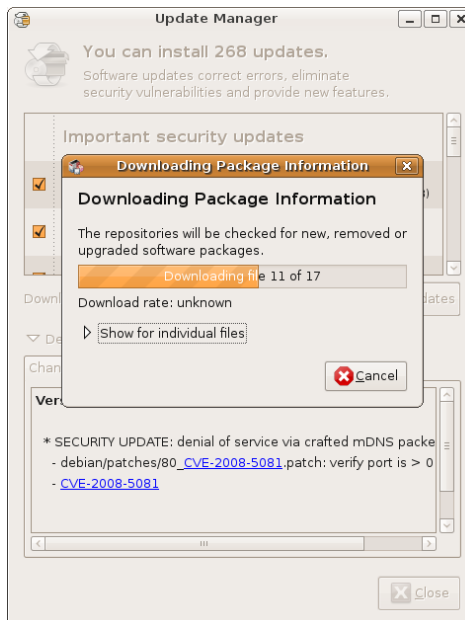 Update Manager
You can install 268 updates.
Software updates correct errors, eliminate
security vulnerabilities and provide new features.
Important security updates
Downloading Package Information
Downloading Package Information
The repositories will be checked for new, removed or
upgraded software packages.
Downloading file 11 of 17
Download rate: unknown
Show for individual files
Cancel
* SECURITY UPDATE: denial of service via crafted mDNS packe
- debian/patches/80_CVE-2008-5081.patch: verify port is > 0
- CVE-2008-5081
Close